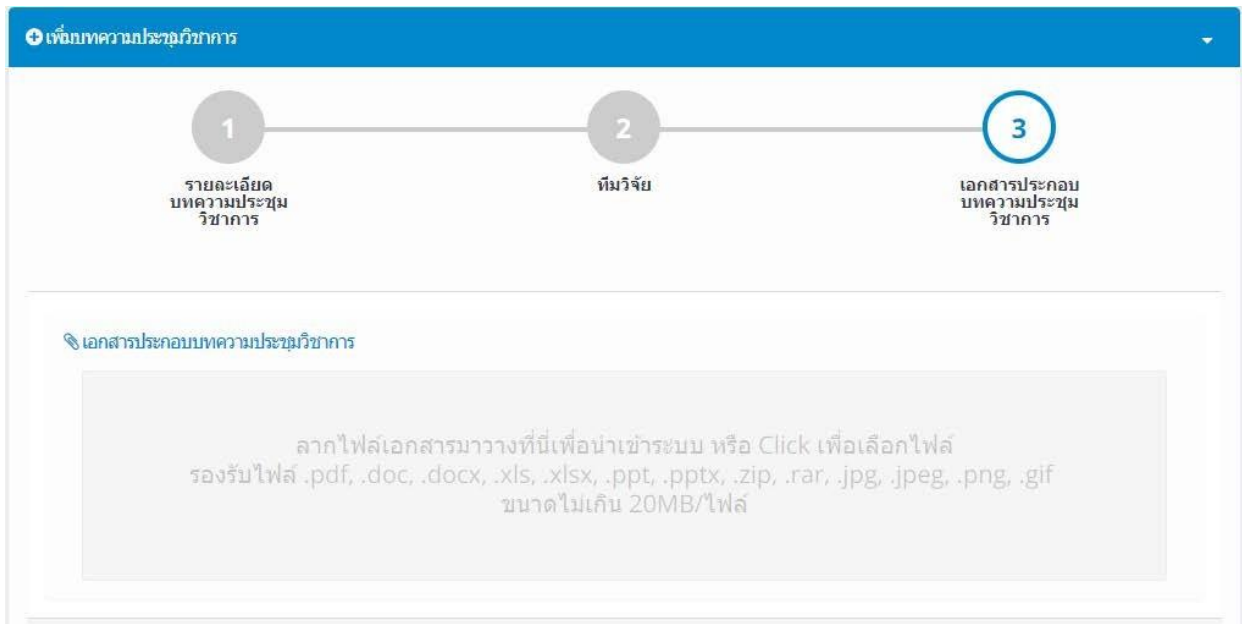 เพิ่มบทความประชุมวิชาการ
1
2
3
รายละเอียด
บทความประชุม
วิชาการ
ทีมวิจัย
เอกสารประกอบ
บทความประชุม
วิชาการ
เอกสารประกอบบทความประชุมวิชาการ
ลากไฟล์เอกสารมาวางที่นี่เพื่อนำเข้าระบบ หรือ Click เพื่อเลือกไฟล์
รองรับไฟล์ .pdf, .doc, .docx, .xls, .xlsx, .ppt, .pptx, .zip, .rar, .jpg, .jpeg, .png, .gif
ขนาดไม่เกิน 20MB/ไฟล์